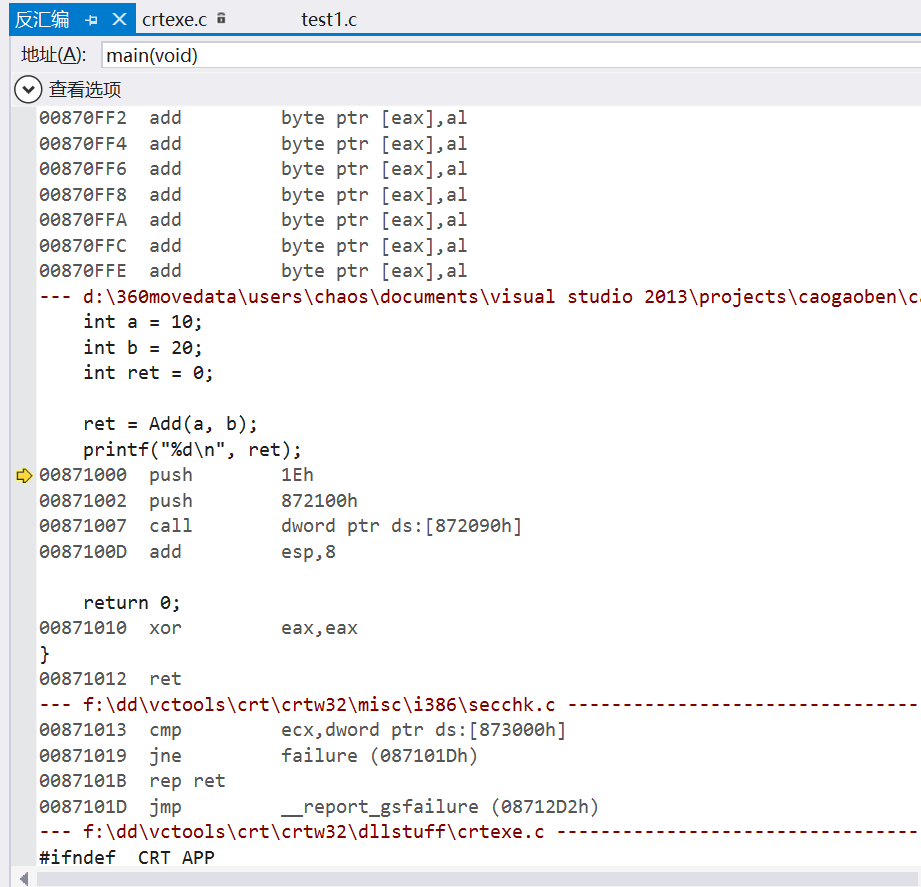 反汇编 crtexe.c test1.c
地址(A): main(void)
查看选项
00870FF2 add byte ptr [eax],al
00870FF4 add byte ptr [eax],al
00870FF6 add byte ptr [eax],al
00870FF8 add byte ptr [eax],al
00870FFA add byte ptr [eax],al
00870FFC add byte ptr [eax],al
00870FFE add byte ptr [eax],al
--- d:\360movedata\users\chaos\documents\visual studio 2013\projects\caogaoben\c
int a = 10;
int b = 20;
int ret = 0;
ret = Add(a, b);
printf("%d\n", ret);
00871000 push 1Eh
00871002 push 872100h
00871007 call dword ptr ds:[872090h]
0087100D add esp,8
return 0;
00871010 xor eax,eax
}
00871012 ret
--- f:\dd\vctools\crt\crtw32\misc\i386\secchk.c --------------------------------
00871013 cmp ecx,dword ptr ds:[873000h]
00871019 jne failure (087101Dh)
0087101B rep ret
0087101D jmp __report_gsfailure (08712D2h)
--- f:\dd\vctools\crt\crtw32\dllstuff\crtexe.c ---------------------------------
#ifndef CRT APP